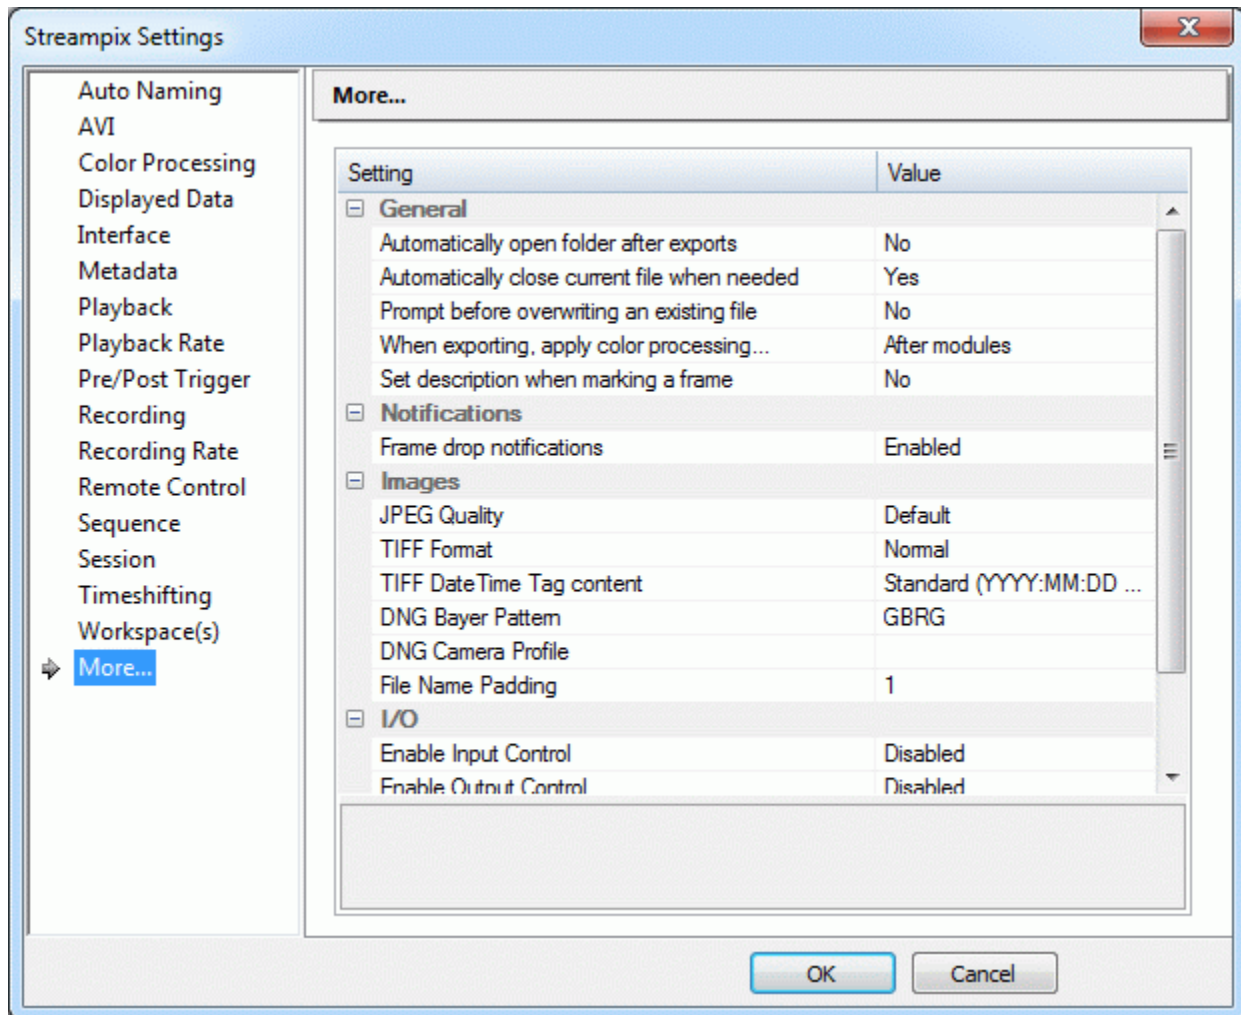 Streampix Settings
Auto Naming
AVI
Color Processing
Displayed Data
Interface
Metadata
Playback
Playback Rate
Pre/Post Trigger
Recording
Recording Rate
Remote Control
Sequence
Session
Timeshifting
Workspace(s)
More...
More...
Setting Value
General
Automatically open folder after exports No
Automatically close current file when needed Yes
Prompt before overwriting an existing file No
When exporting, apply color processing... After modules
Set description when marking a frame No
Notifications
Frame drop notifications Enabled
Images
JPEG Quality Default
TIFF Format Normal
TIFF DateTime Tag content Standard (YYYY:MM:DD ...
DNG Bayer Pattern GBRG
DNG Camera Profile
File Name Padding 1
I/O
Enable Input Control Disabled
Enable Output Control Disabled
OK Cancel